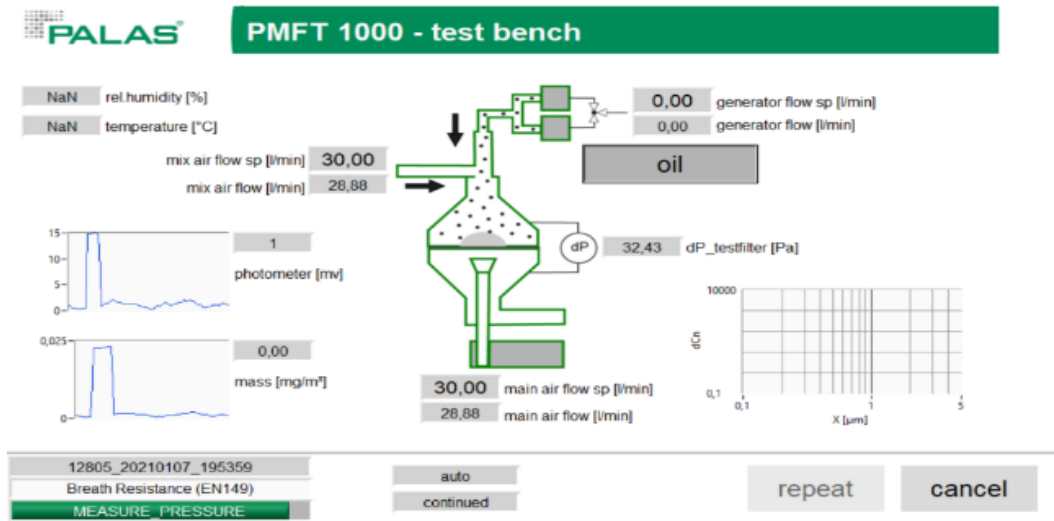 PALAS®
PMFT 1000 - test bench
NaN rel.humidity [%]
NaN temperature [°C]
0,00 generator flow sp [l/min]
0,00 generator flow [l/min]
oil
mix air flow sp [l/min] 30,00
mix air flow [l/min] 28,88
15
10
5
0
1
photometer [mv]
dP
32,43 dP_testfilter [Pa]
0,025
0
0,00
mass [mg/m³]
10000
dCn
0,1
0,1
1
5
X [µm]
30,00 main air flow sp [l/min]
28,88 main air flow [l/min]
12805_20210107_195359
Breath Resistance (EN149)
MEASURE_PRESSURE
auto
continued
repeat
cancel